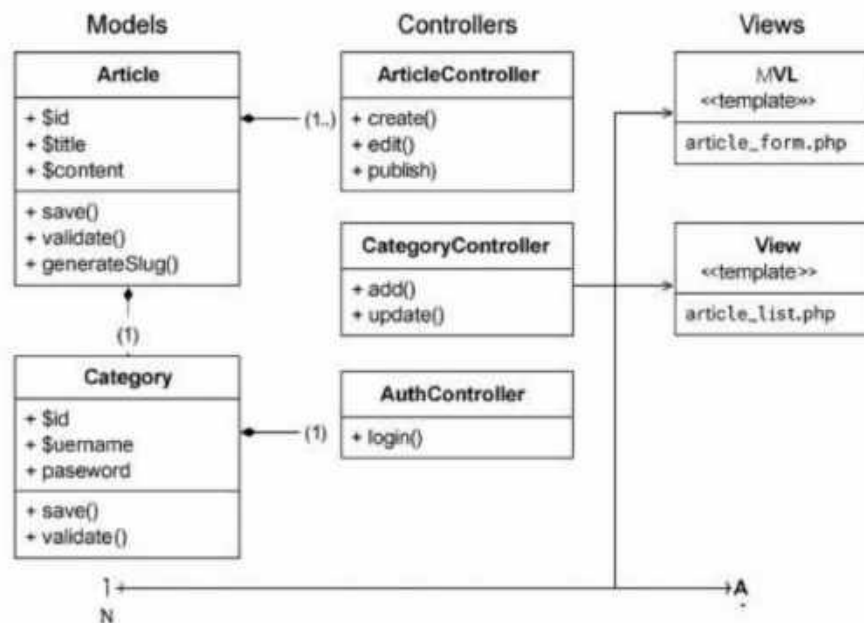 Models
Controllers
Views
Article
+ $id
+ $title
+ $content
+ save()
+ validate()
+ generateSlug()
(1..)
ArticleController
+ create()
+ edit()
+ publish)
MVL
<<template>>
article_form.php
CategoryController
+ add()
+ update()
View
<<template>>
article_list.php
(1)
Category
+ $id
+ $uername
+ paseword
+ save()
+ validate()
(1)
AuthController
+ login()
1
N
A